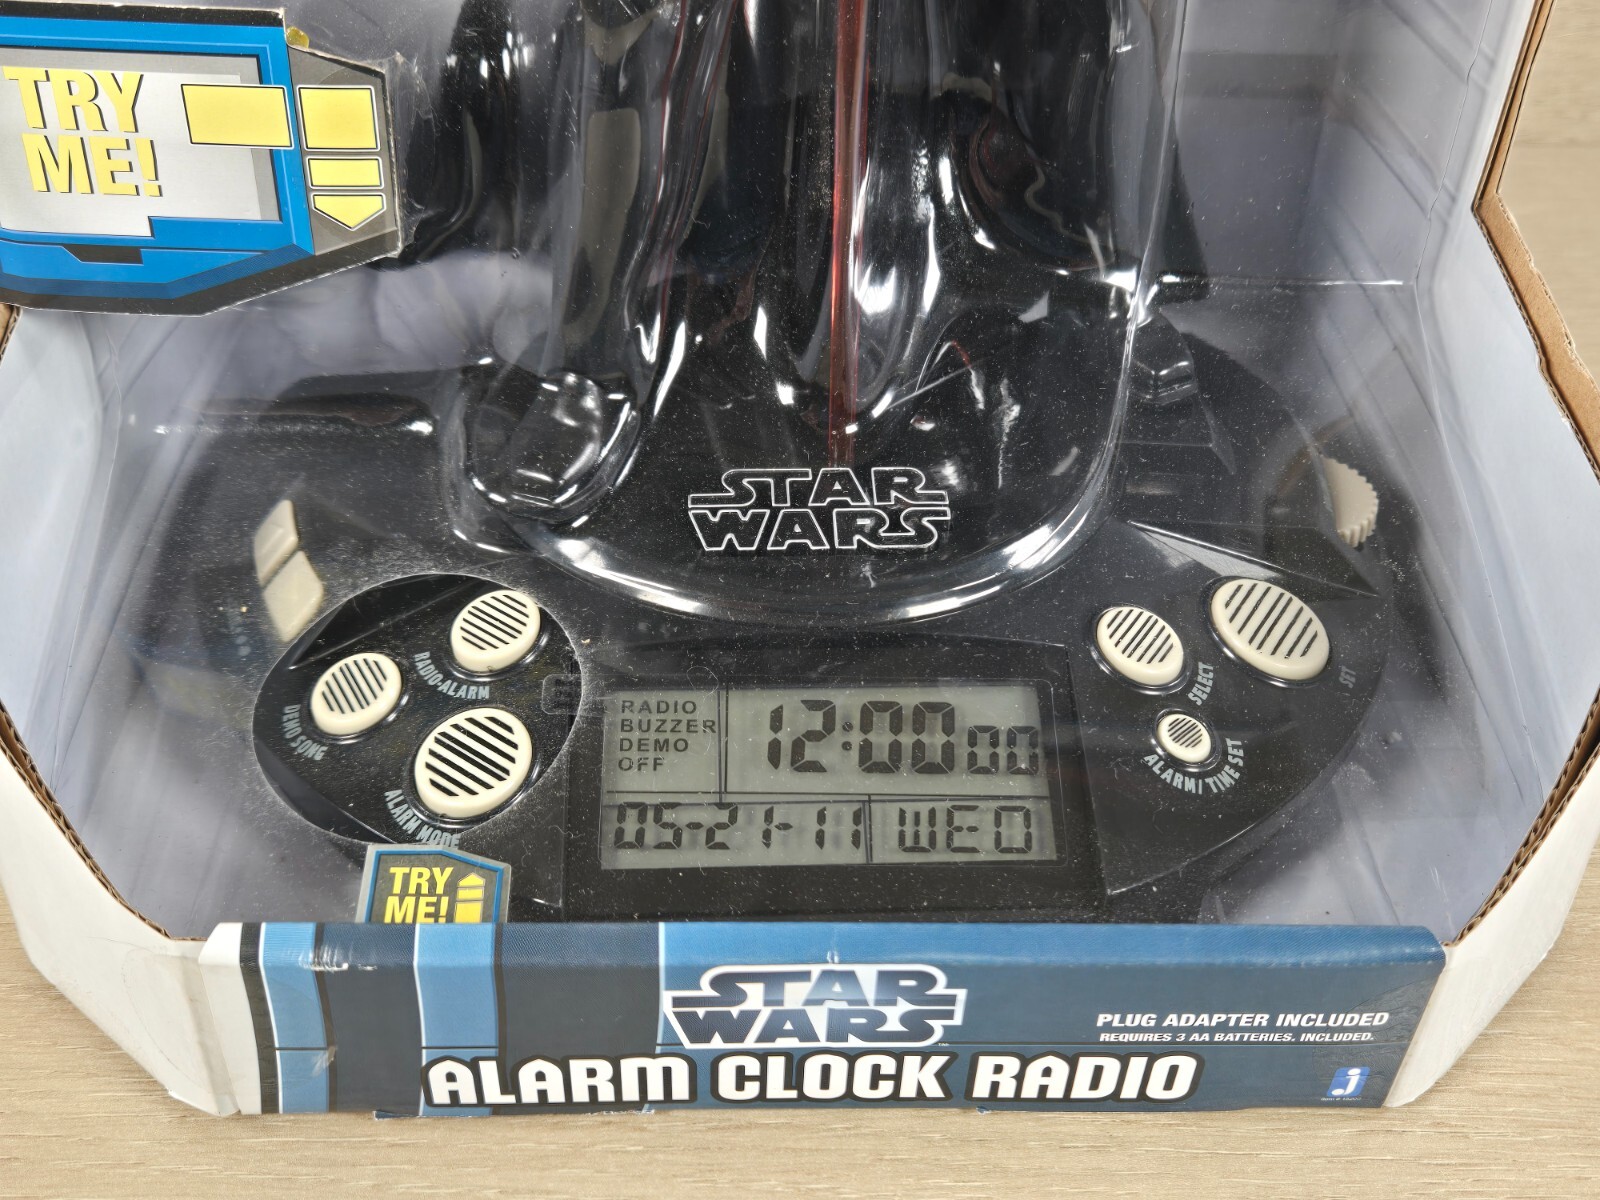 TRY
ME!
STAR
WARS
RADIO-ALARM
DEMO SONG
ALARM MODE
RADIO
BUZZER
DEMO
OFF
12:00 00
05-21-11 WED
SELECT
SET
ALARM/TIME SET
TRY
ME!
STAR
WARS
ALARM CLOCK RADIO
PLUG ADAPTER INCLUDED
REQUIRES 3 AA BATTERIES. INCLUDED.
j